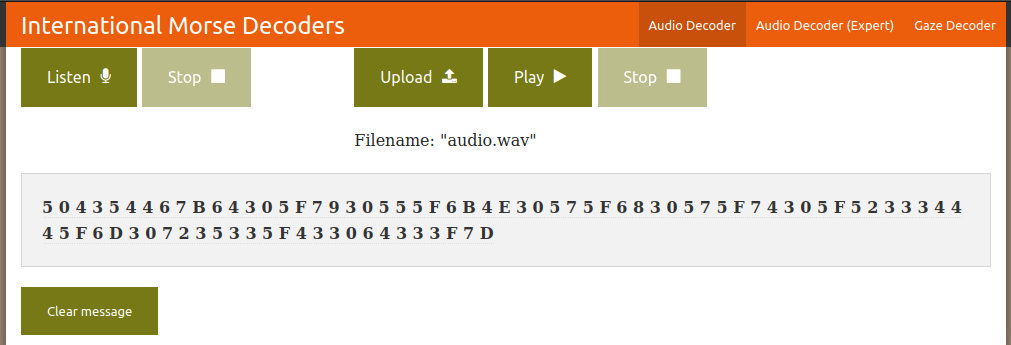 International Morse Decoders Audio Decoder Audio Decoder (Expert) Gaze Decoder
Listen Stop Upload Play Stop
Filename: "audio.wav"
5 0 4 3 5 4 4 6 7 B 6 4 3 0 5 F 7 9 3 0 5 5 5 F 6 B 4 E 3 0 5 7 5 F 6 8 3 0 5 7 5 F 7 4 3 0 5 F 5 2 3 3 3 4 4
4 5 F 6 D 3 0 7 2 3 5 3 3 5 F 4 3 3 0 6 4 3 3 3 F 7 D
Clear message